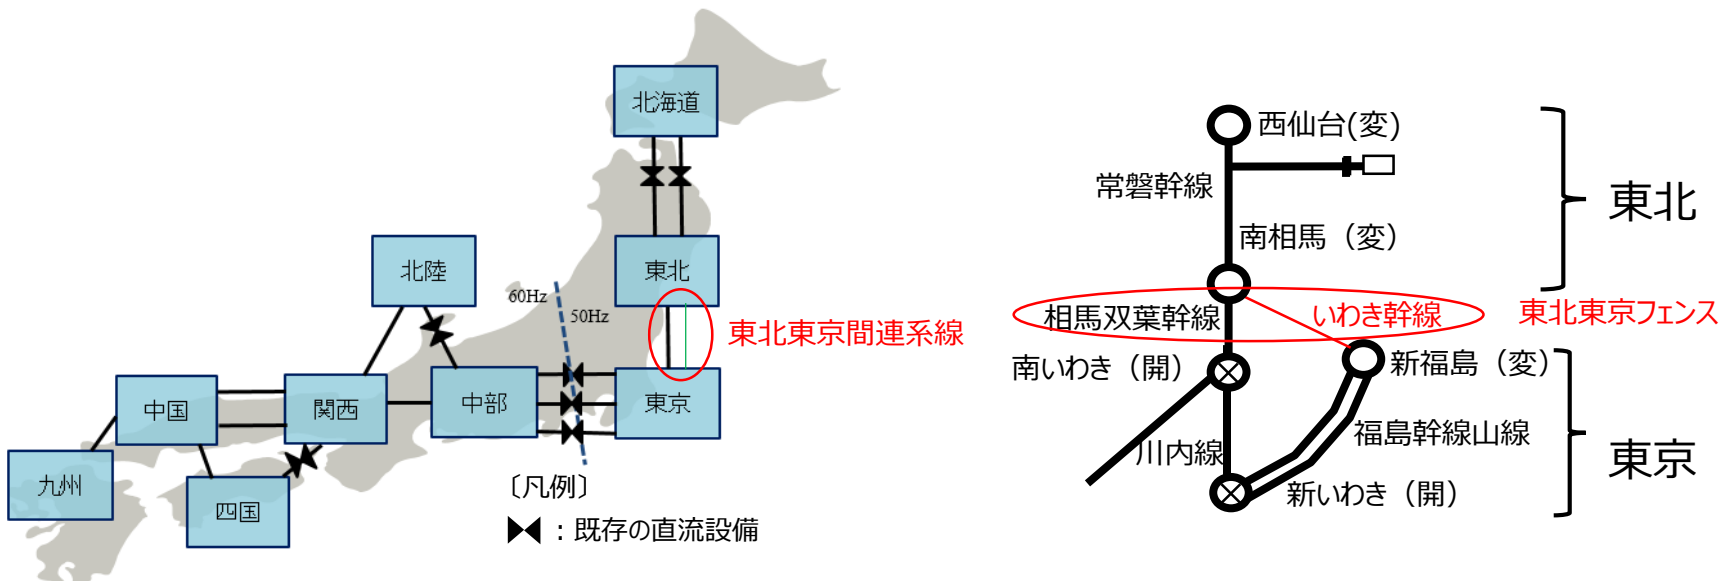 北海道
北陸
東北
60Hz
50Hz
東北東京間連系線
中国
関西
中部
東京
九州
四国
〔凡例〕
：既存の直流設備
西仙台(変)
常磐幹線
南相馬（変）
東北
相馬双葉幹線
いわき幹線
東北東京フェンス
南いわき（開）
新福島（変）
福島幹線山線
川内線
新いわき（開）
東京